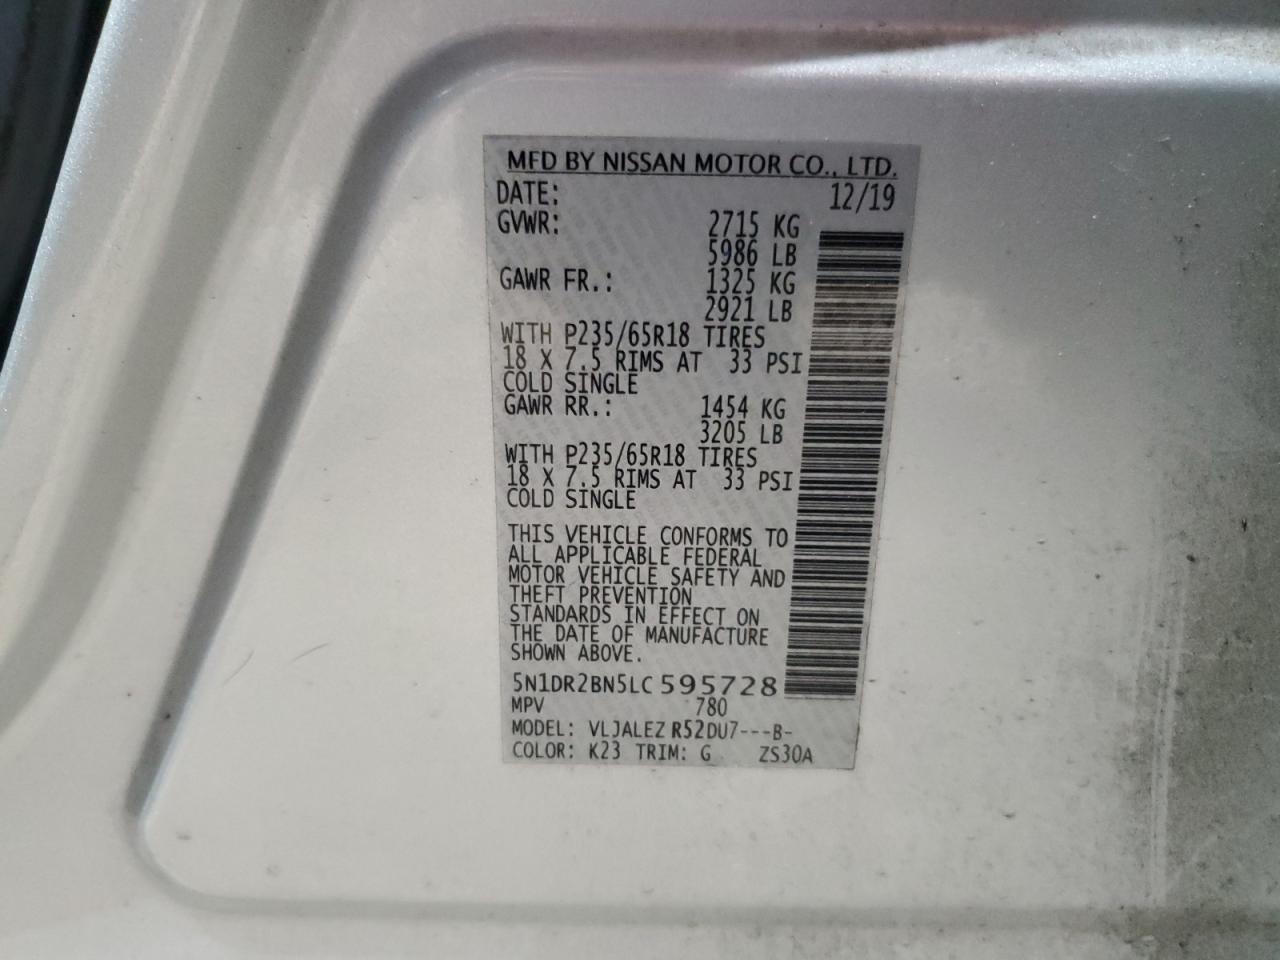 MFD BY NISSAN MOTOR CO., LTD.
DATE: 12/19
GVWR: 2715 KG
5986 LB
GAWR FR.: 1325 KG
2921 LB
WITH P235/65R18 TIRES
18 X 7.5 RIMS AT 33 PSI
COLD SINGLE
GAWR RR.: 1454 KG
3205 LB
WITH P235/65R18 TIRES
18 X 7.5 RIMS AT 33 PSI
COLD SINGLE
THIS VEHICLE CONFORMS TO
ALL APPLICABLE FEDERAL
MOTOR VEHICLE SAFETY AND
THEFT PREVENTION
STANDARDS IN EFFECT ON
THE DATE OF MANUFACTURE
SHOWN ABOVE.
5N1DR2BN5LC595728
MPV 780
MODEL: VLJALEZ R52DU7---B-
COLOR: K23 TRIM: G ZS30A